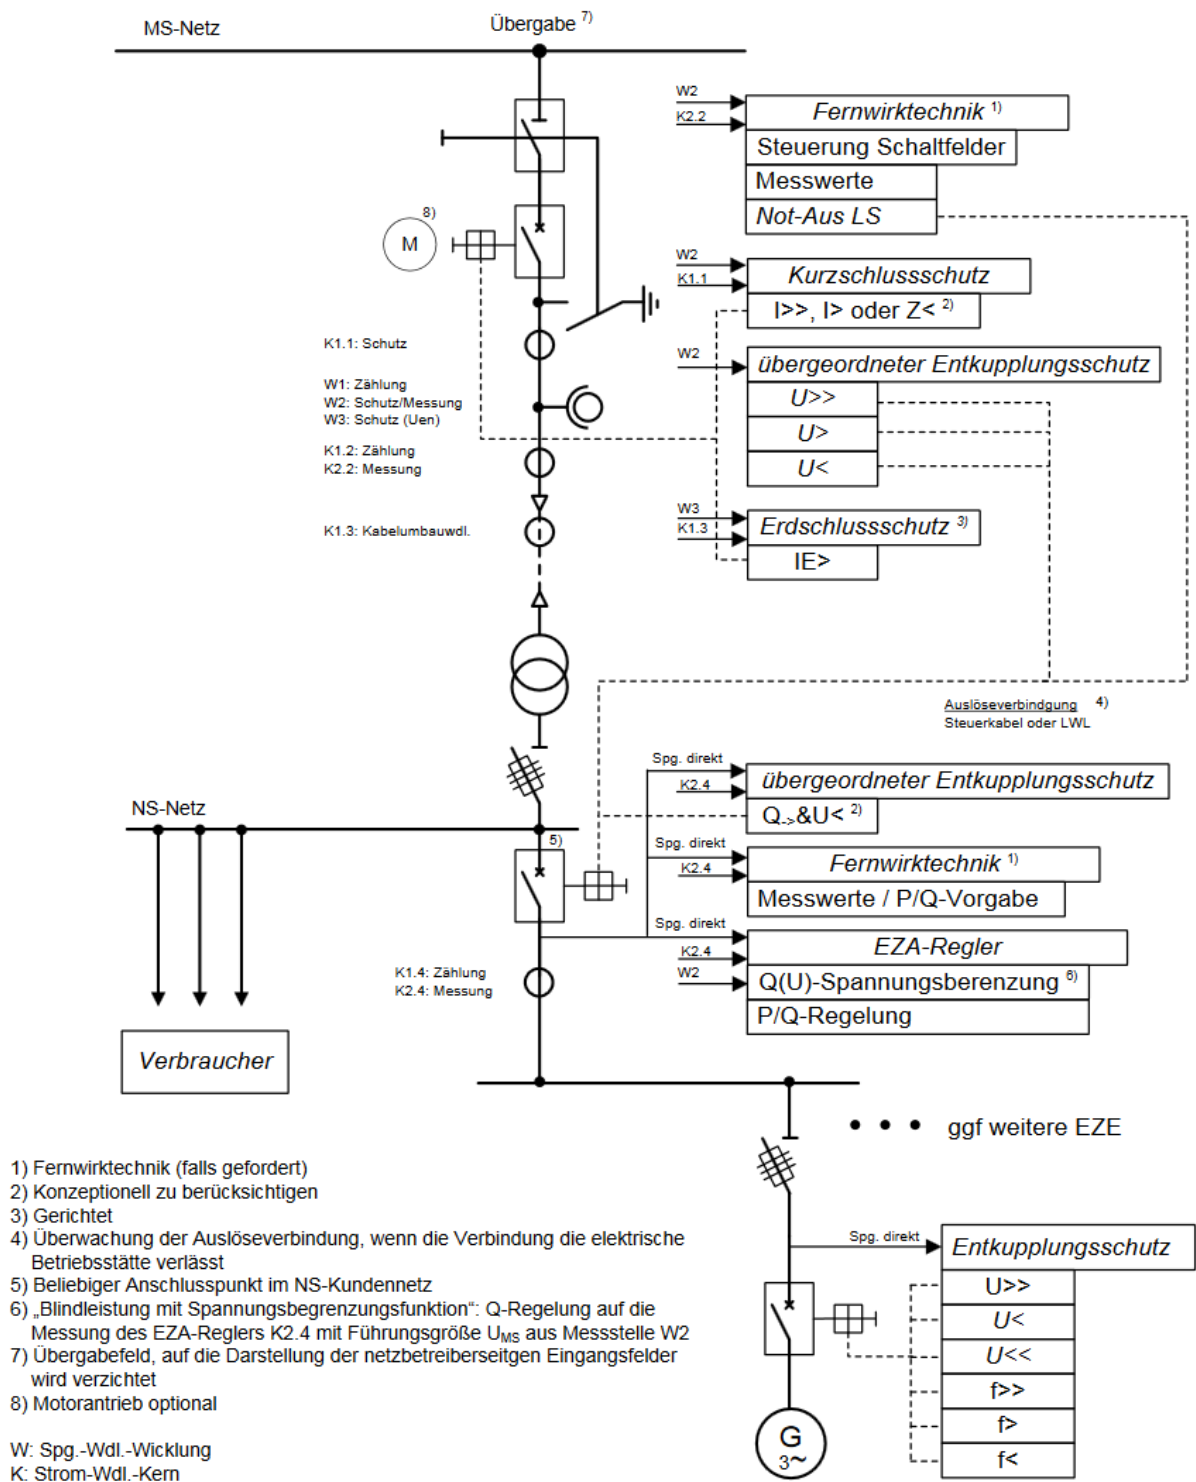 MS-Netz
Übergabe 7)
W2
K2.2
Fernwirktechnik 1)
Steuerung Schaltfelder
Messwerte
Not-Aus LS
8)
M
W2
K1.1
Kurzschlussschutz
I>>, I> oder Z< 2)
K1.1: Schutz
W2
übergeordneter Entkupplungsschutz
U>>
U>
U<
W1: Zählung
W2: Schutz/Messung
W3: Schutz (Uen)
K1.2: Zählung
K2.2: Messung
W3
K1.3
Erdschlussschutz 3)
IE>
K1.3: Kabelumbauwdl.
Auslöseverbindgung 4)
Steuerkabel oder LWL
Spg. direkt
K2.4
übergeordneter Entkupplungsschutz
Q->&U< 2)
NS-Netz
5)
Spg. direkt
K2.4
Fernwirktechnik 1)
Messwerte / P/Q-Vorgabe
Spg. direkt
K2.4
W2
EZA-Regler
Q(U)-Spannungsberenzung 6)
P/Q-Regelung
K1.4: Zählung
K2.4: Messung
Verbraucher
ggf weitere EZE
1) Fernwirktechnik (falls gefordert)
2) Konzeptionell zu berücksichtigen
3) Gerichtet
4) Überwachung der Auslöseverbindung, wenn die Verbindung die elektrische
Betriebsstätte verlässt
5) Beliebiger Anschlusspunkt im NS-Kundennetz
6) „Blindleistung mit Spannungsbegrenzungsfunktion“: Q-Regelung auf die
Messung des EZA-Reglers K2.4 mit Führungsgröße UMS aus Messstelle W2
7) Übergabefeld, auf die Darstellung der netzbetreiberseitgen Eingangsfelder
wird verzichtet
8) Motorantrieb optional
W: Spg.-Wdl.-Wicklung
K: Strom-Wdl.-Kern
Spg. direkt
Entkupplungsschutz
U>>
U<
U<<
f>>
f>
f<
G
3~